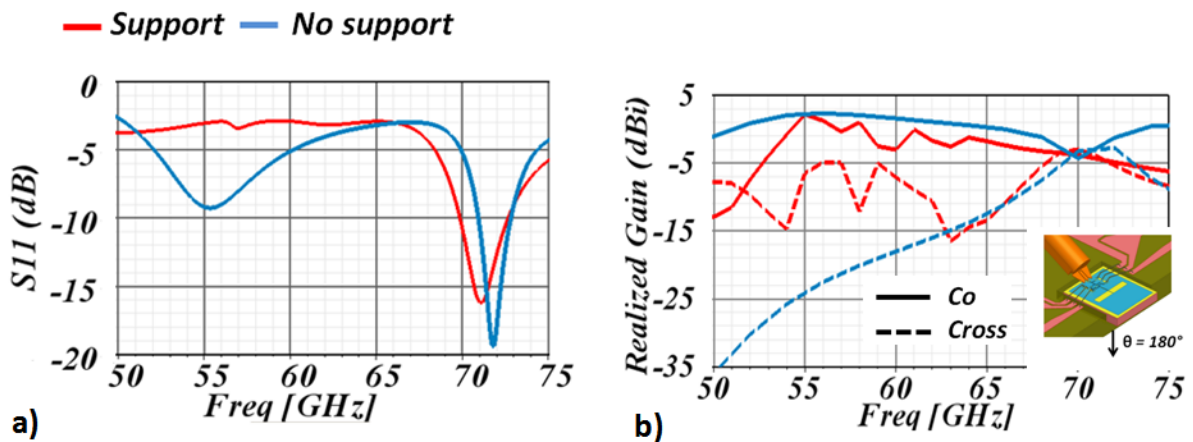 Support No support
0
-5
-10
-15
-20
S11 (dB)
50 55 60 65 70 75
Freq [GHz]
a)
5
-5
-15
-25
-35
Realized Gain (dBi)
Co
Cross
θ = 180°
50 55 60 65 70 75
Freq [GHz]
b)